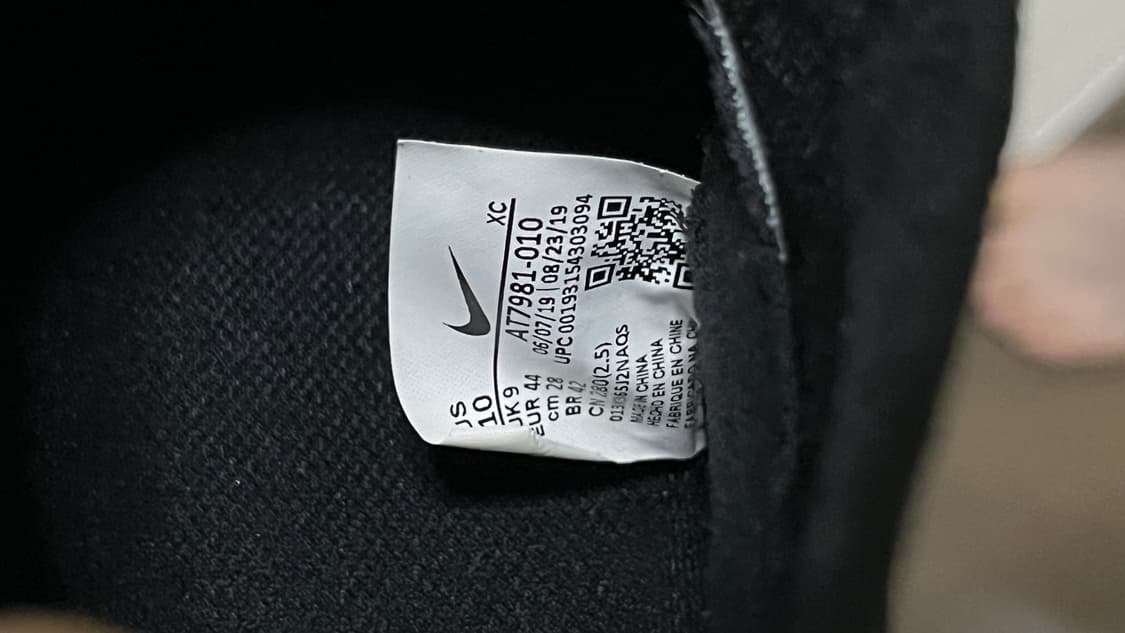 US
10
UK 9
EUR 44
cm 28
BR 42
CN 280(2.5)
XC
AT7981-010
06/07/19 | 08/23/19
UPC 00193154303094
MADE IN CHINA
HECHO EN CHINA
FABRIQUE EN CHINE